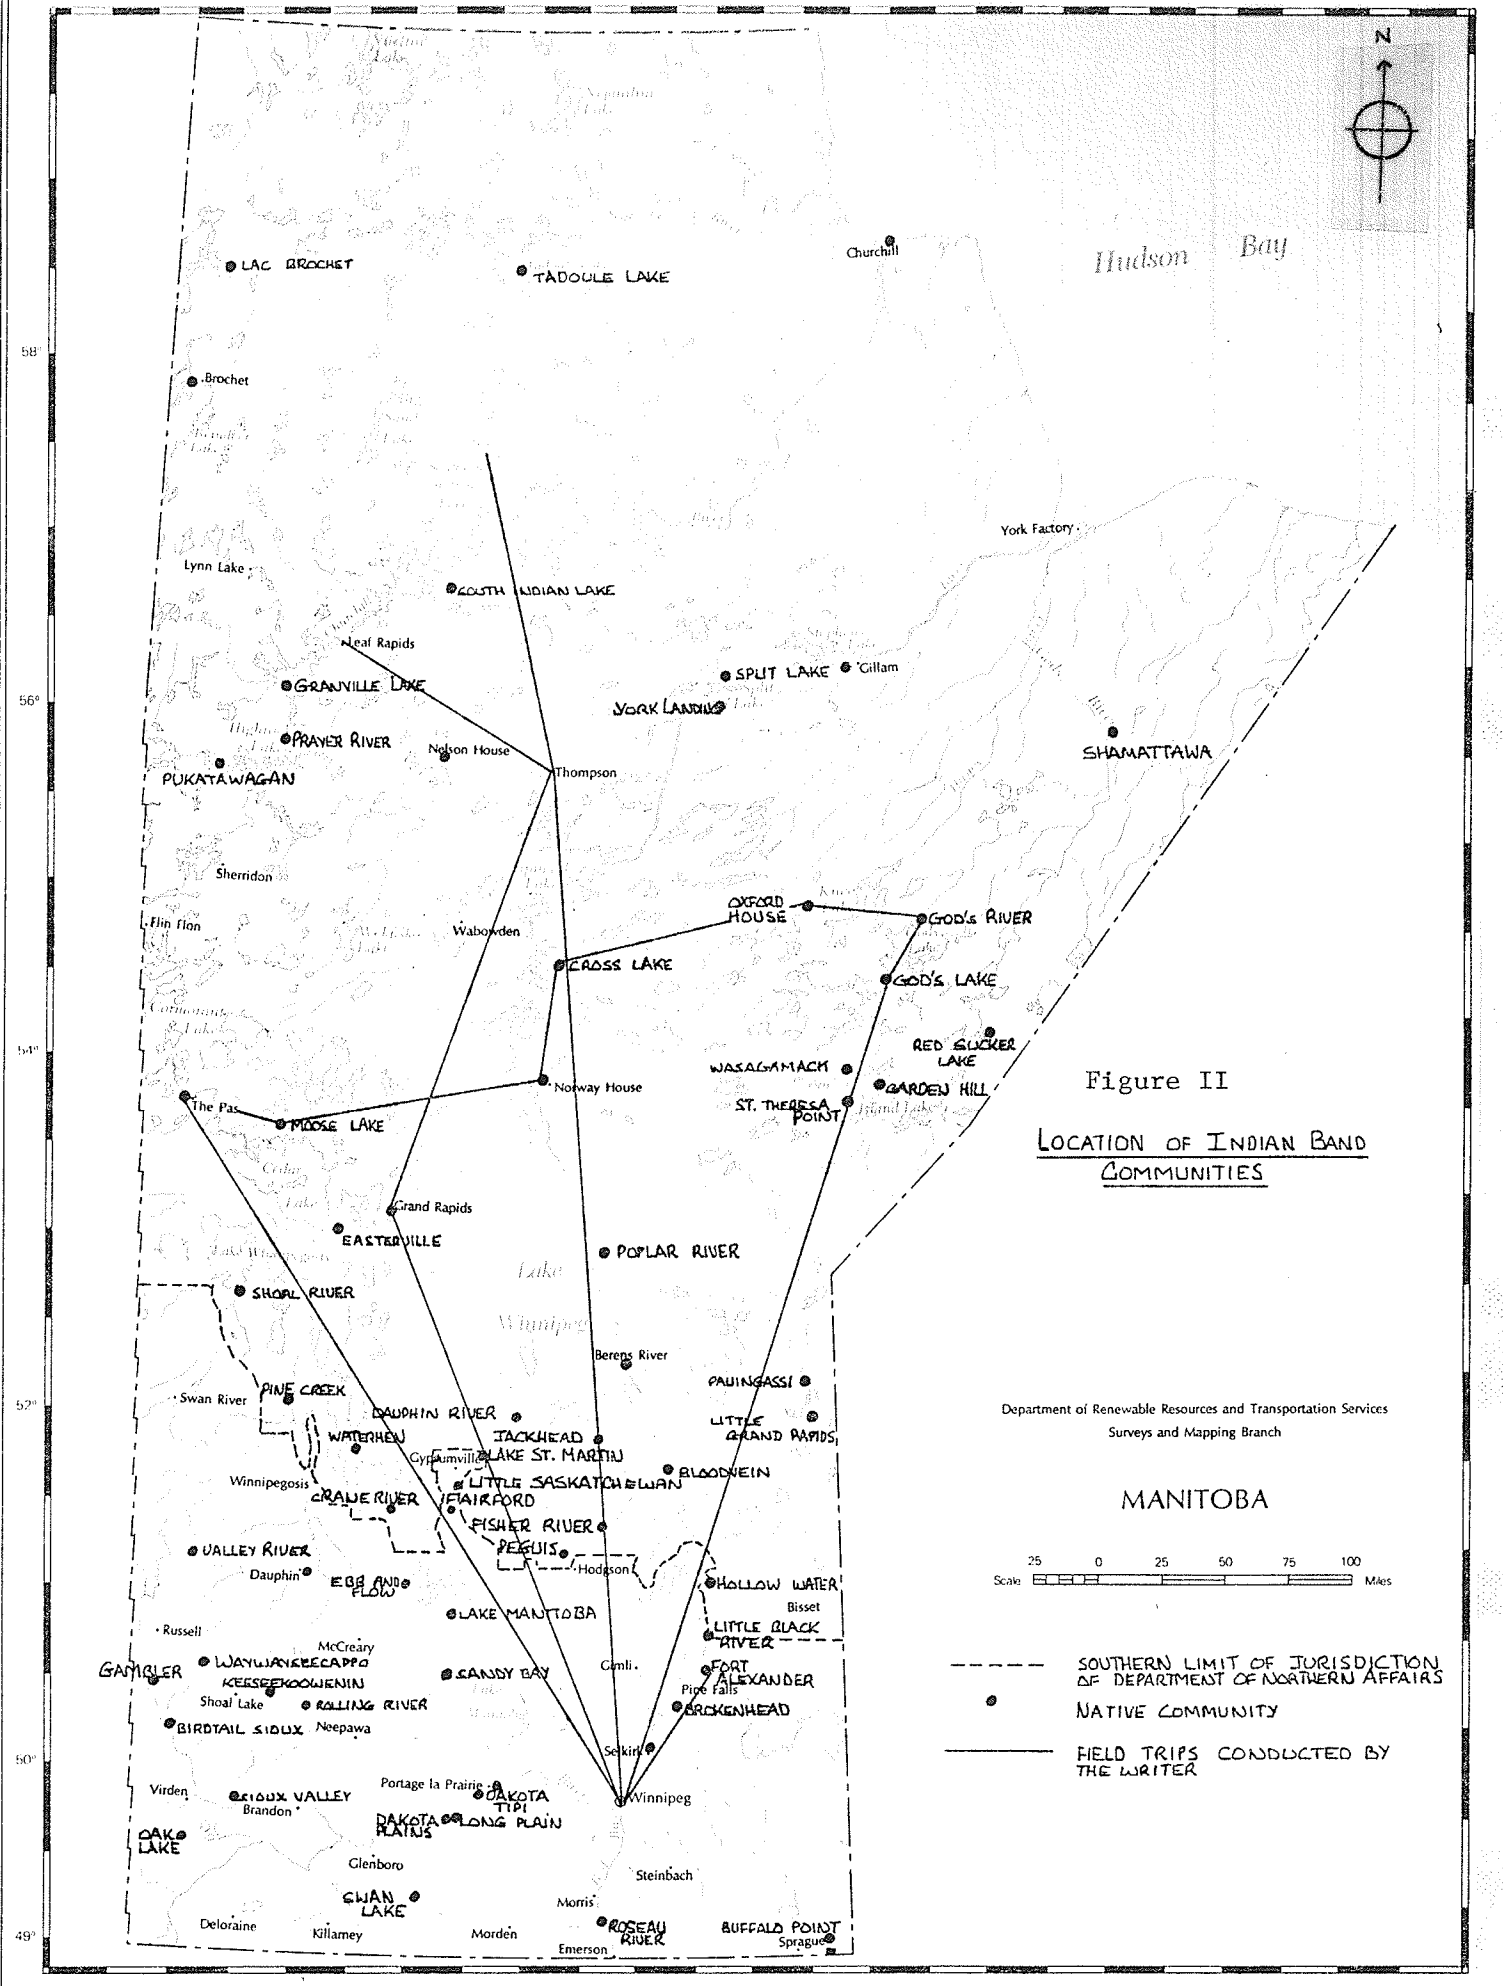 Nueltin
Lake
Nejanilini
Lake
N
Churchill
Hudson Bay
LAC BROCHET
TADOULE LAKE
58°
Brochet
York Factory
Lynn Lake
SOUTH INDIAN LAKE
Leaf Rapids
SPLIT LAKE
Gillam
GRANVILLE LAKE
56°
YORK LANDING
PRAYER RIVER
Nelson House
SHAMATTAWA
PUKATAWAGAN
Thompson
Sherridon
OXFORD
HOUSE
GOD'S RIVER
Flin Flon
Wabowden
CROSS LAKE
GOD'S LAKE
Cormorant
Lake
54°
RED SUCKER
LAKE
WASAGAMACK
GARDEN HILL
Norway House
ST. THERESA
POINT
Island Lake
The Pas
MOOSE LAKE
Figure II
LOCATION OF INDIAN BAND
COMMUNITIES
Cedar
Lake
Grand Rapids
EASTERVILLE
POPLAR RIVER
Lake
Winnipeg
SHOAL RIVER
Berens River
PAUINGASSI
Swan River
PINE CREEK
52°
DAUPHIN RIVER
LITTLE
GRAND RAPIDS
WATERHEN
JACKHEAD
Gypsumville
LAKE ST. MARTIN
BLOODVEIN
Winnipegosis
LITTLE SASKATCHEWAN
CRANE RIVER
FAIRFORD
FISHER RIVER
PEGUIS
Hodgson
VALLEY RIVER
Dauphin
EBB AND
FLOW
HOLLOW WATER
Bisset
LAKE MANITOBA
LITTLE BLACK
RIVER
Russell
McCreary
WAYWAYSEECAPPO
GAMBLER
KEESEEKOOWENIN
SANDY BAY
Gimli
FORT
ALEXANDER
Pine Falls
Shoal Lake
ROLLING RIVER
BROKENHEAD
BIRDTAIL SIOUX
Neepawa
Selkirk
50°
Virden
SIOUX VALLEY
Brandon
Portage la Prairie
DAKOTA
TIPI
Winnipeg
DAKOTA
PLAINS
LONG PLAIN
OAK
LAKE
Glenboro
Steinbach
SWAN
LAKE
Morris
Deloraine
Killarney
Morden
ROSEAU
RIVER
Emerson
BUFFALO POINT
Sprague
49°
Department of Renewable Resources and Transportation Services
Surveys and Mapping Branch
MANITOBA
25 0 25 50 75 100
Scale Miles
SOUTHERN LIMIT OF JURISDICTION
OF DEPARTMENT OF NORTHERN AFFAIRS
NATIVE COMMUNITY
FIELD TRIPS CONDUCTED BY
THE WRITER